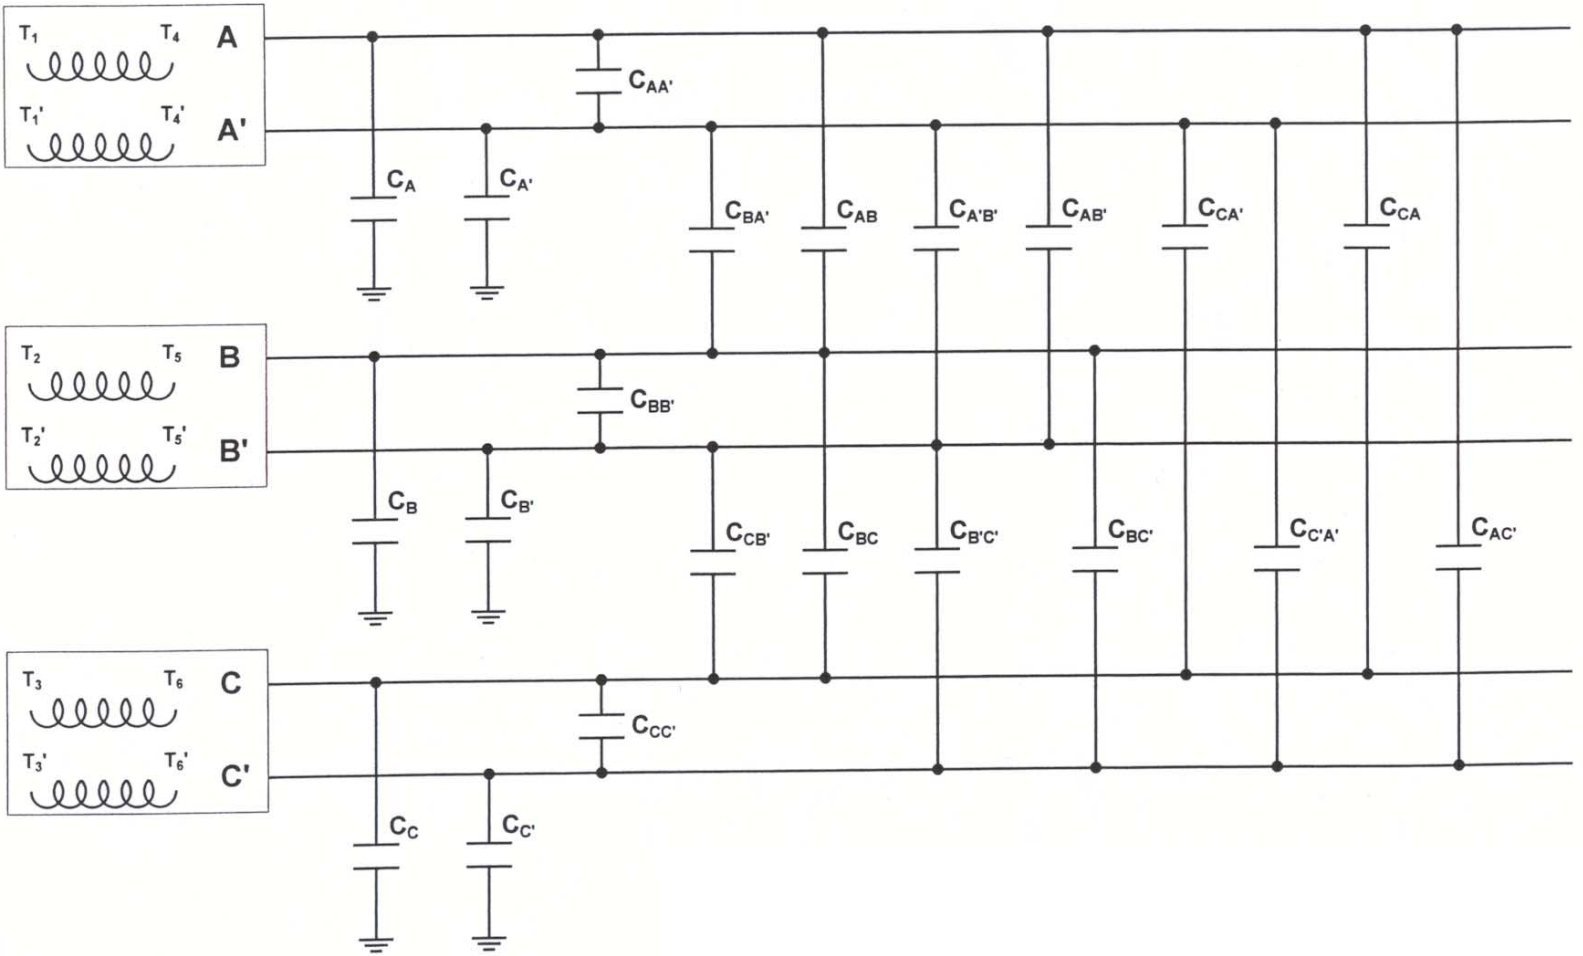 T1 T4 A
CAA'
T1' T4' A'
CA CA'
CBA' CAB CA'B' CAB' CCA' CCA
T2 T5 B
CBB'
T2' T5' B'
CB CB'
CCB' CBC CB'C' CBC' CC'A' CAC'
T3 T6 C
CCC'
T3' T6' C'
CC CC'